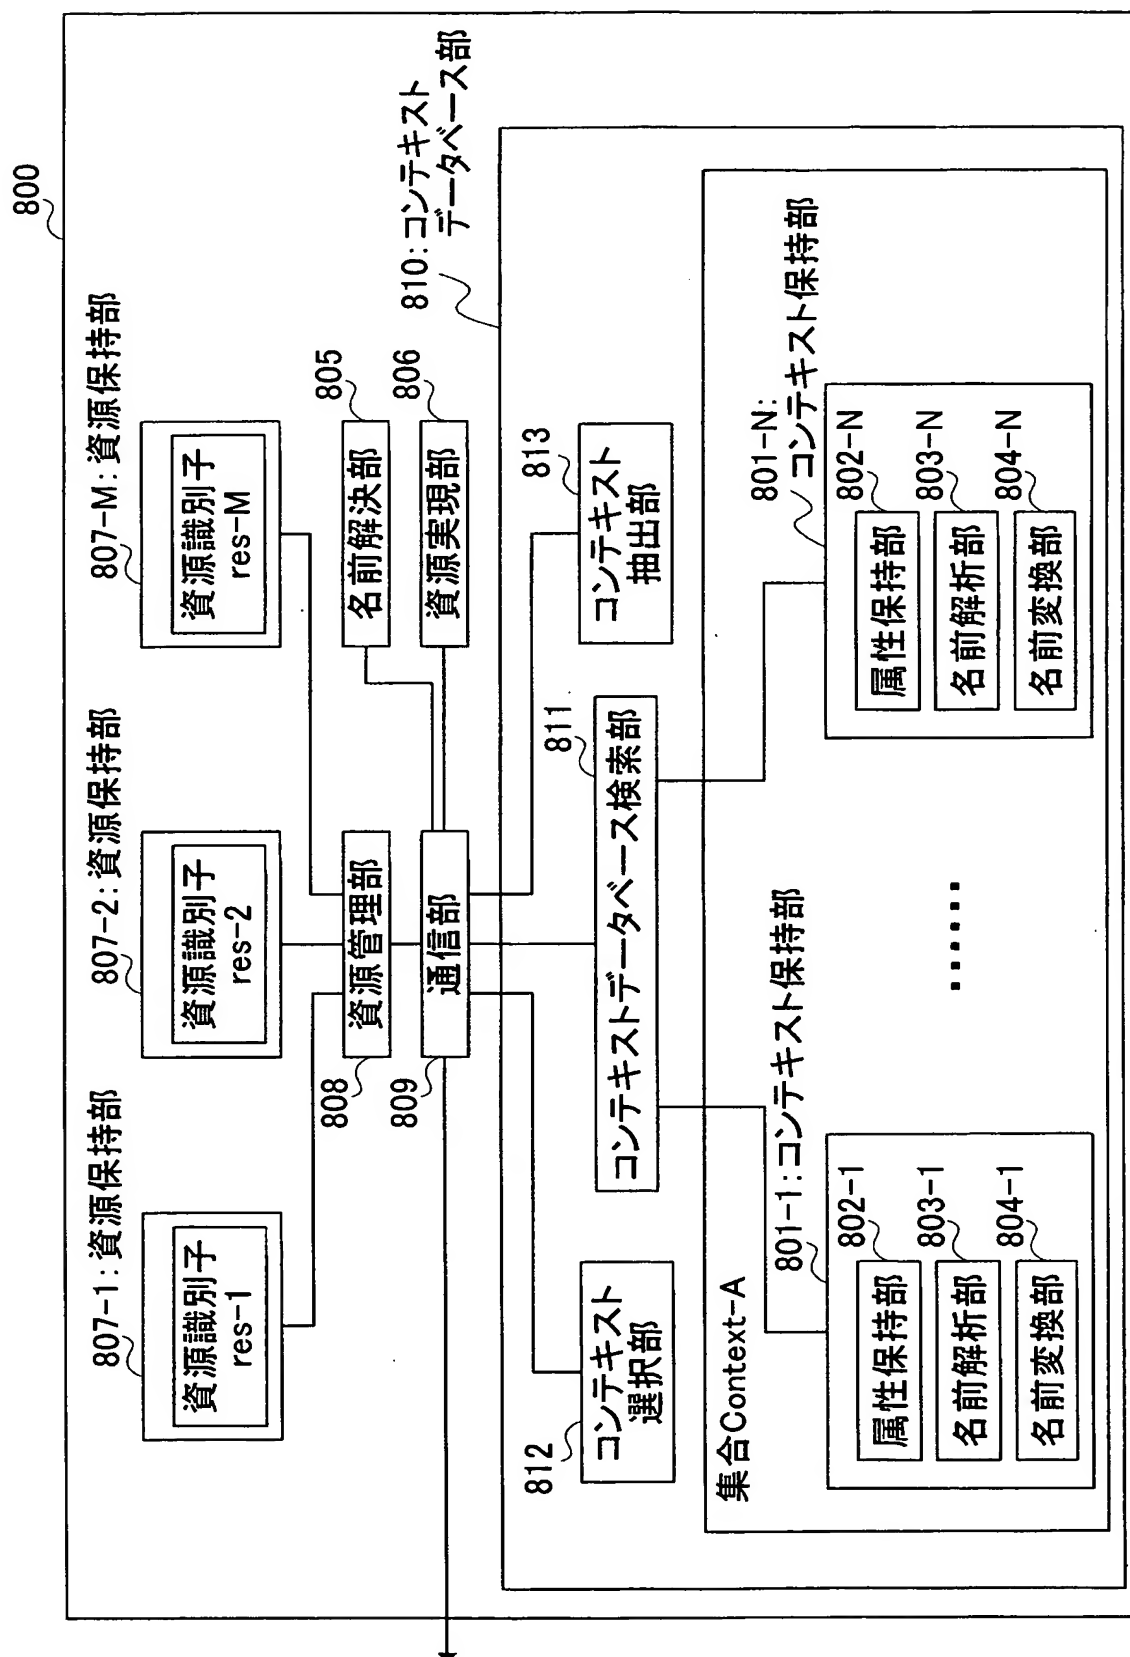 800
807-1:資源保持部
資源識別子
res-1
807-2:資源保持部
資源識別子
res-2
807-M:資源保持部
資源識別子
res-M
808
資源管理部
809
通信部
名前解決部
805
資源実現部
806
810:コンテキスト
データベース部
812
コンテキスト
選択部
811
コンテキストデータベース検索部
813
コンテキスト
抽出部
集合Context-A
801-1:コンテキスト保持部
属性保持部
802-1
名前解析部
803-1
名前変換部
804-1
......
801-N:
コンテキスト保持部
属性保持部
802-N
名前解析部
803-N
名前変換部
804-N